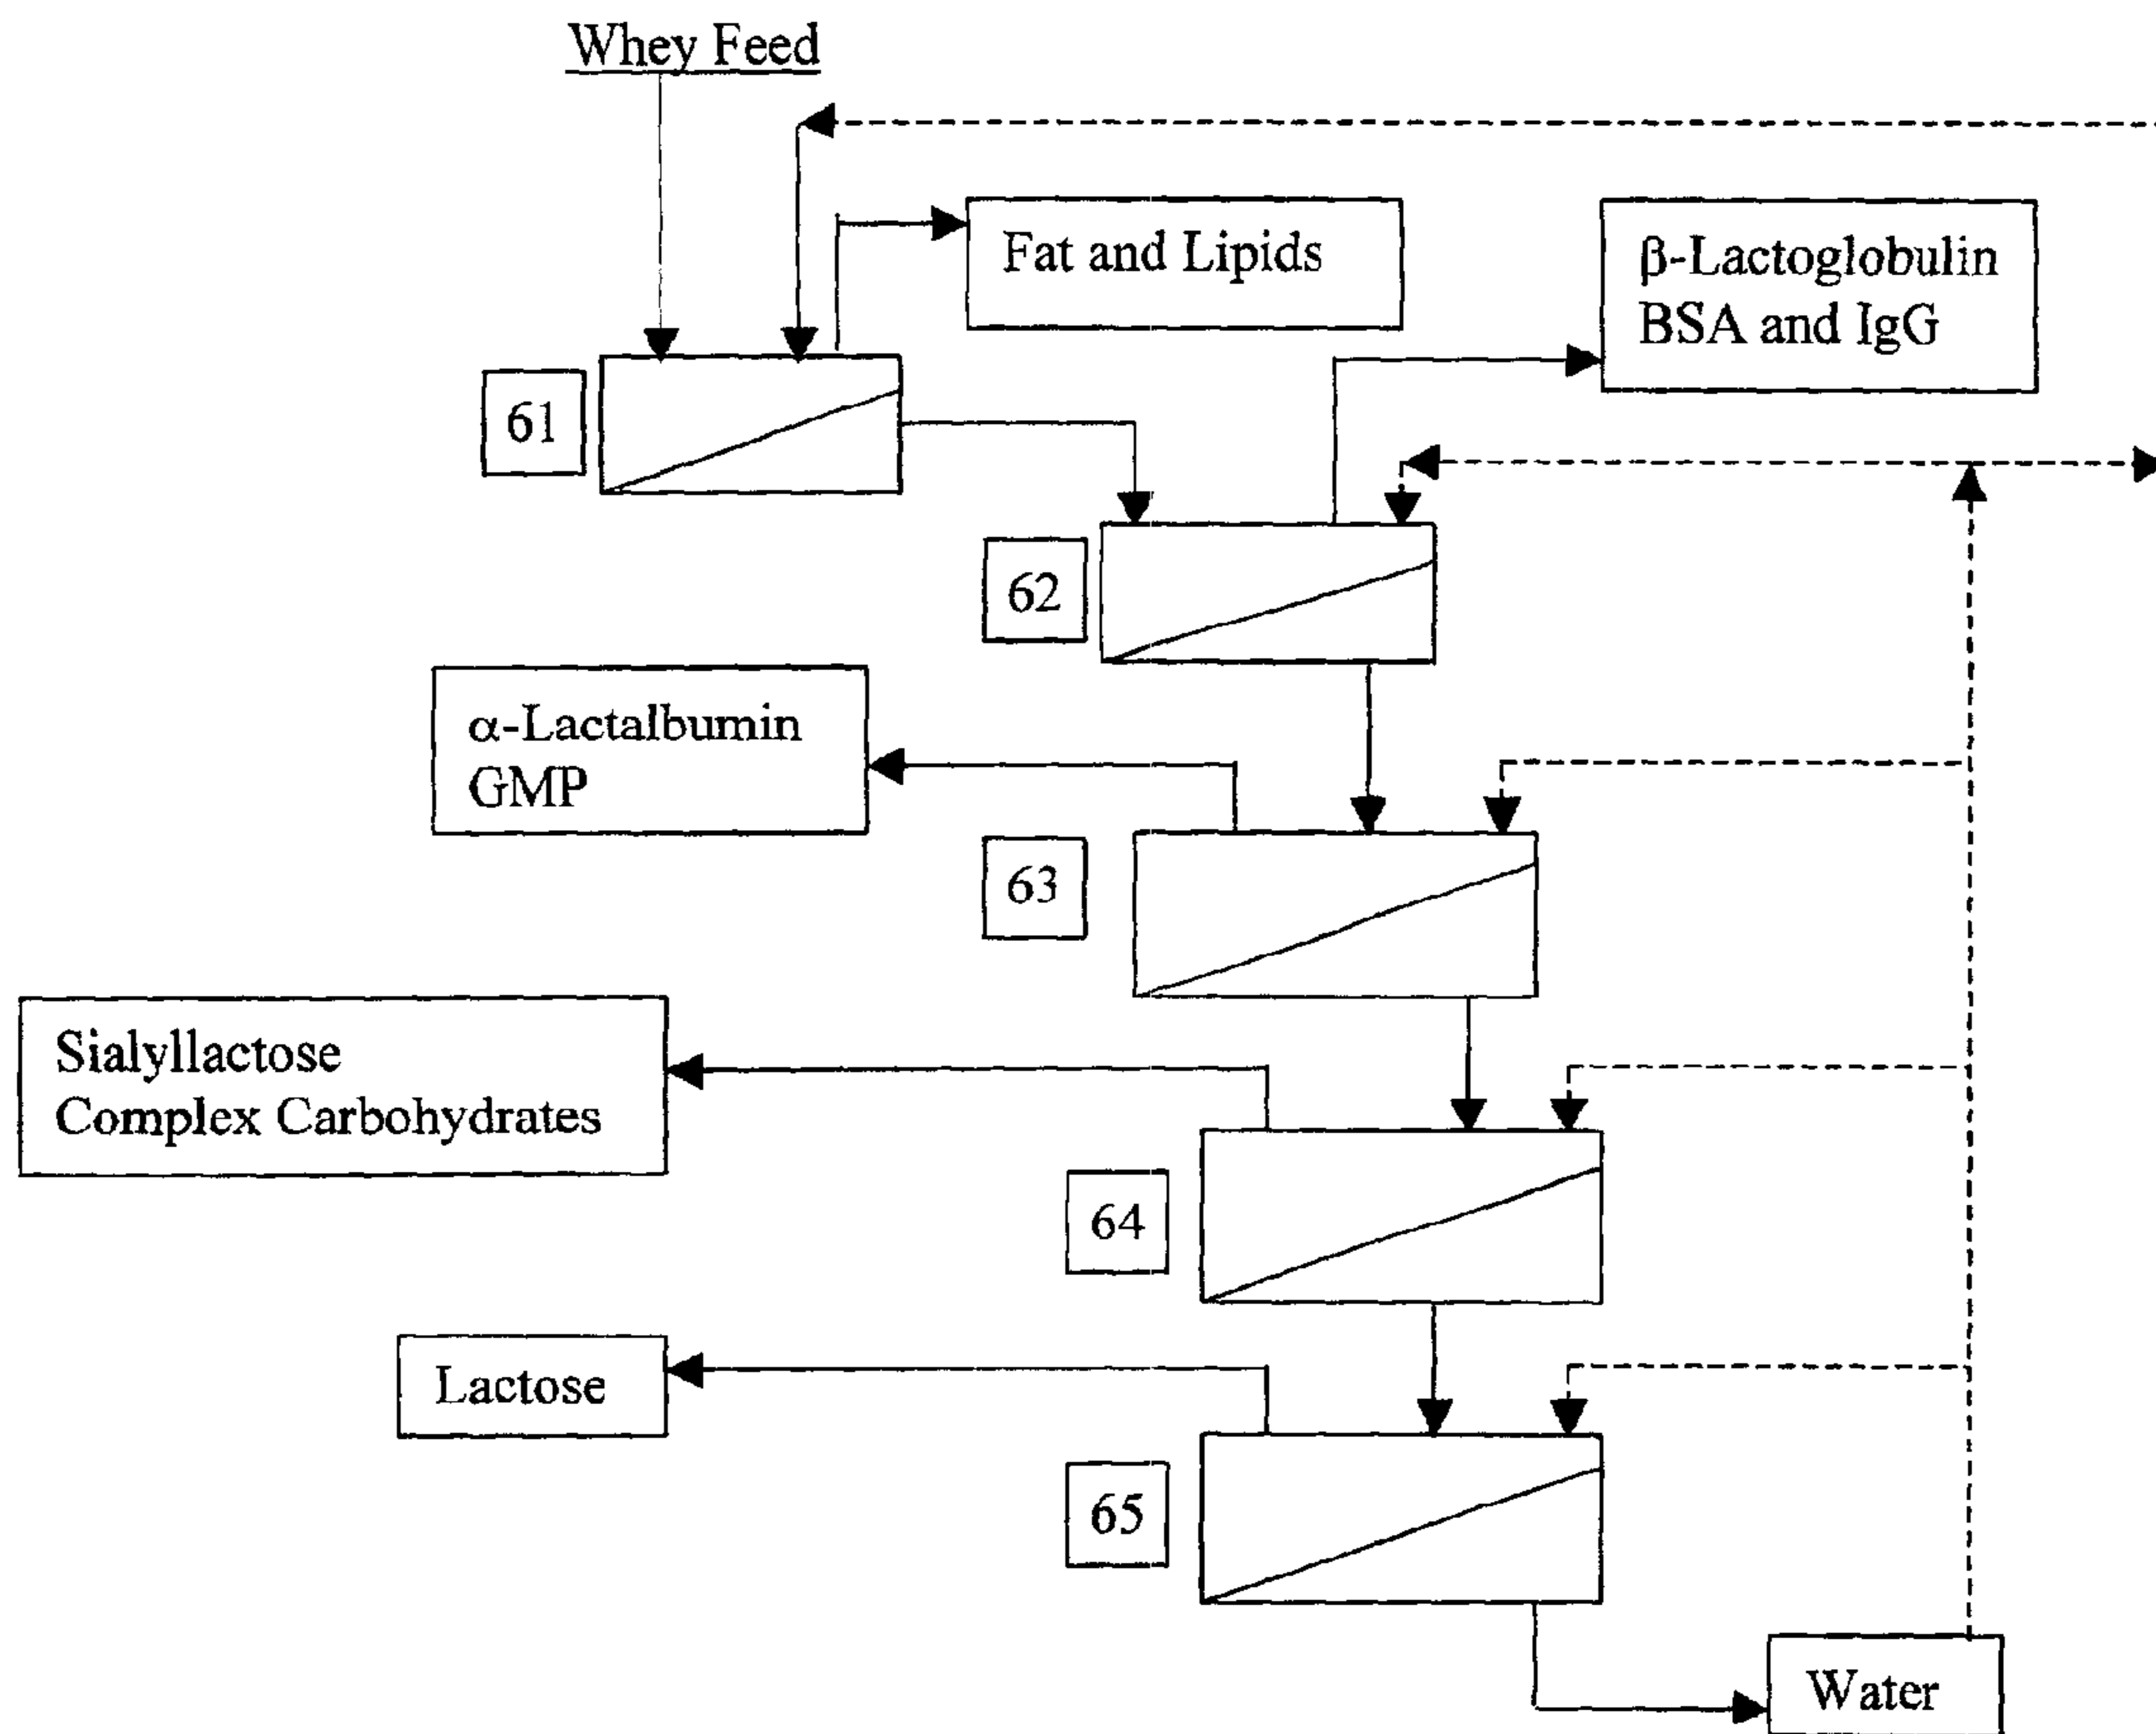 Whey Feed
Fat and Lipids
β-Lactoglobulin
BSA and IgG
61
62
α-Lactalbumin
GMP
63
Sialyllactose
Complex Carbohydrates
64
Lactose
65
Water